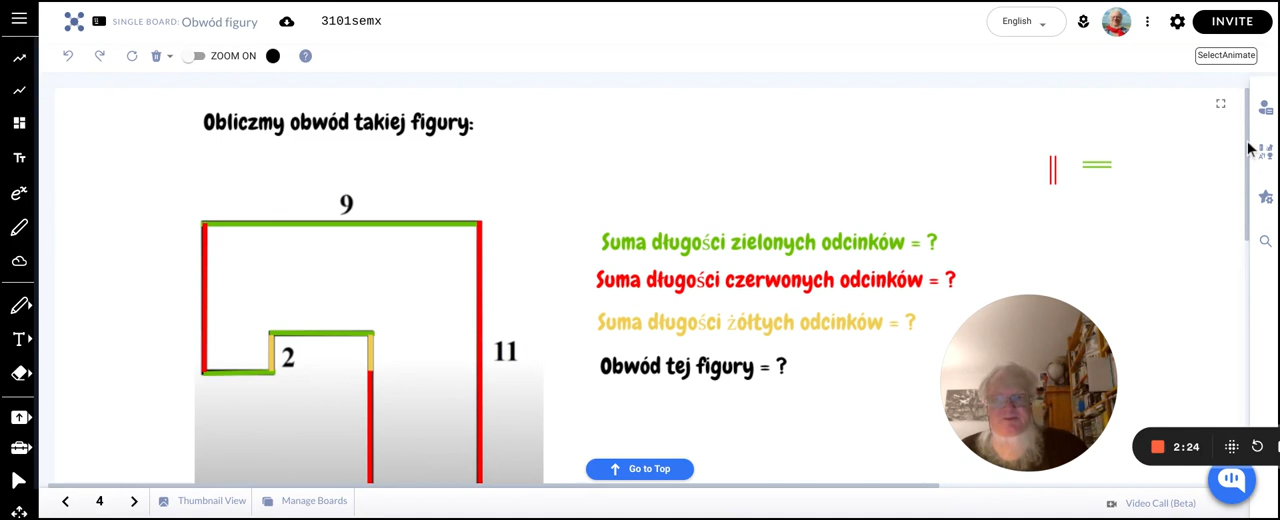 SINGLE BOARD: Obwód figury
3101semx
English
INVITE
ZOOM ON
SelectAnimate
Obliczmy obwód takiej figury:
9
Suma długości zielonych odcinków = ?
Suma długości czerwonych odcinków = ?
Suma długości żółtych odcinków = ?
2
11
Obwód tej figury = ?
2:24
Go to Top
4
Thumbnail View
Manage Boards
Video Call (Beta)